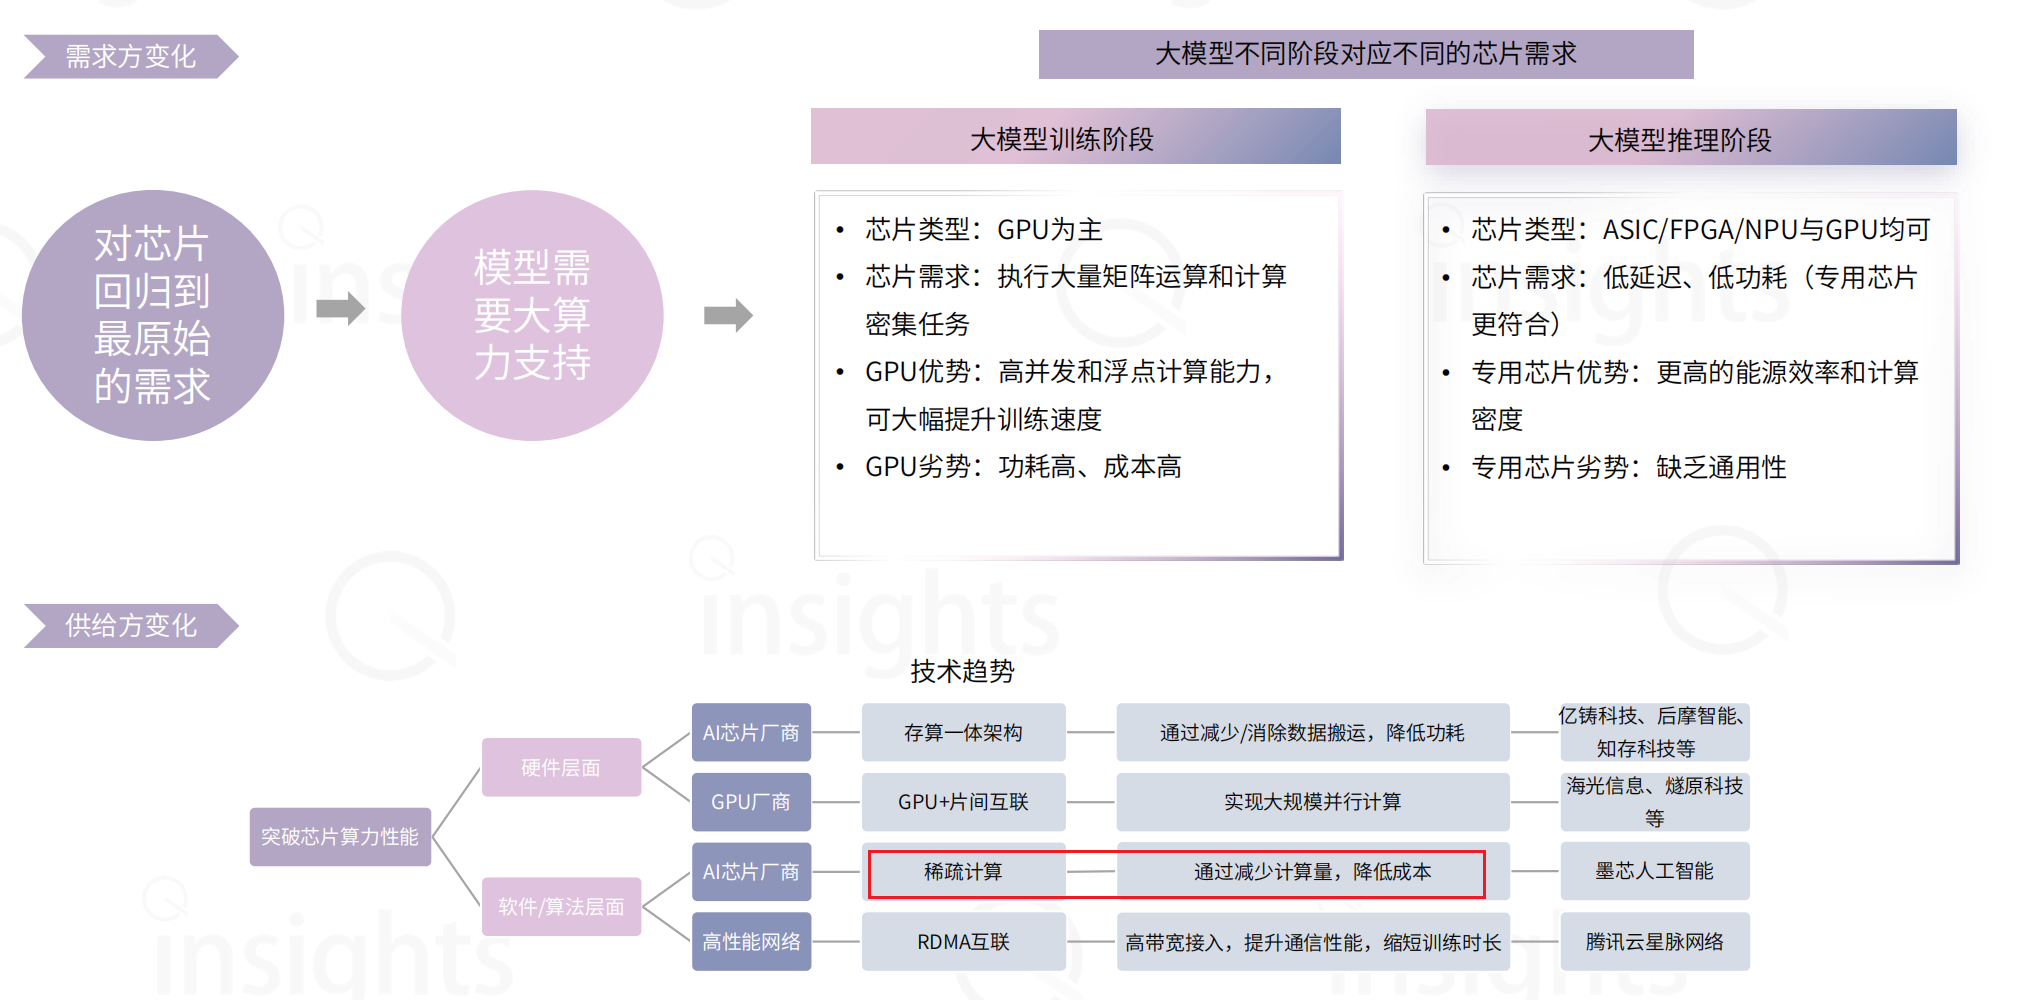 需求方变化
大模型不同阶段对应不同的芯片需求
大模型训练阶段
大模型推理阶段
对芯片
回归到
最原始
的需求
模型需
要大算
力支持
• 芯片类型：GPU为主
• 芯片需求：执行大量矩阵运算和计算
密集任务
• GPU优势：高并发和浮点计算能力，
可大幅提升训练速度
• GPU劣势：功耗高、成本高
• 芯片类型：ASIC/FPGA/NPU与GPU均可
• 芯片需求：低延迟、低功耗（专用芯片
更符合）
• 专用芯片优势：更高的能源效率和计算
密度
• 专用芯片劣势：缺乏通用性
insights
insights
insights
供给方变化
技术趋势
突破芯片算力性能
硬件层面
软件/算法层面
AI芯片厂商
存算一体架构
通过减少/消除数据搬运，降低功耗
亿铸科技、后摩智能、
知存科技等
GPU厂商
GPU+片间互联
实现大规模并行计算
海光信息、燧原科技
等
AI芯片厂商
稀疏计算
通过减少计算量，降低成本
墨芯人工智能
高性能网络
RDMA互联
高带宽接入，提升通信性能，缩短训练时长
腾讯云星脉网络
insights
insights